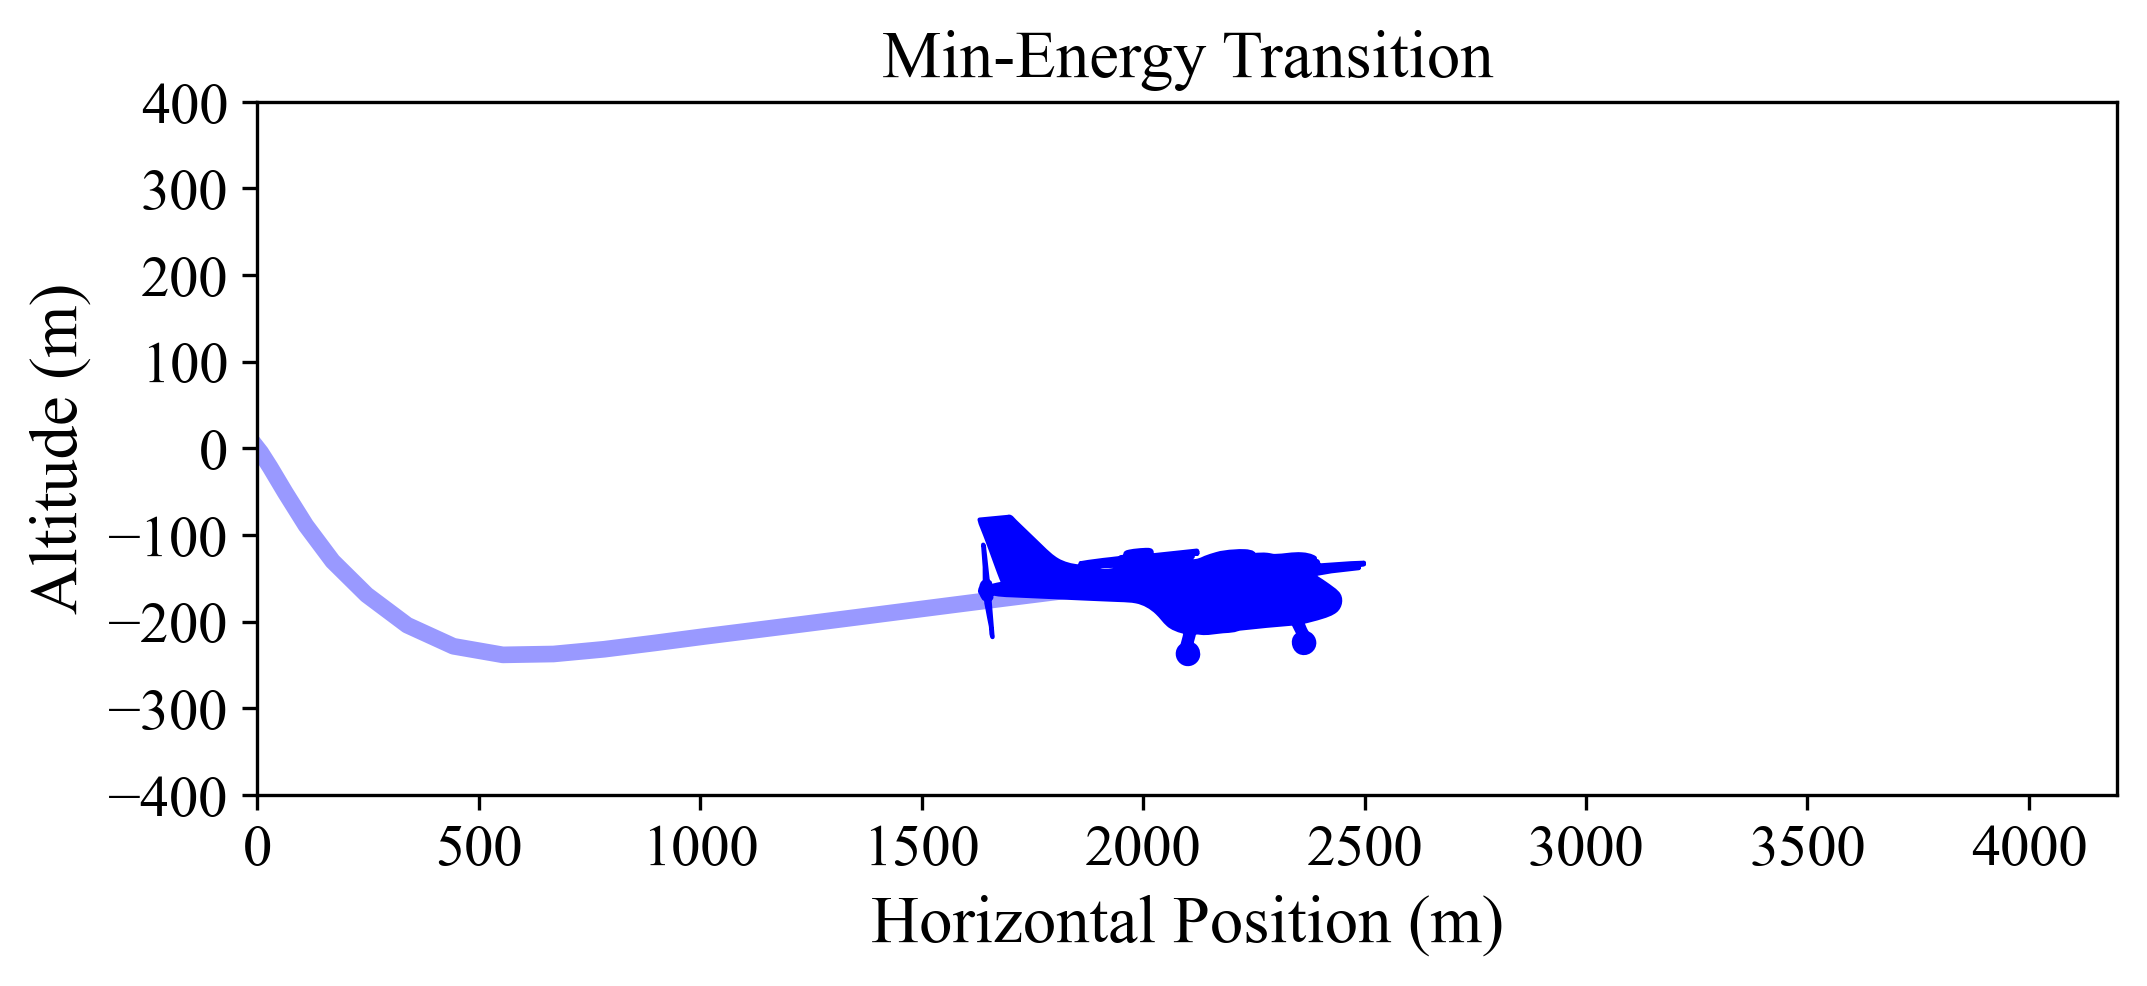 Min-Energy Transition
400
300
200
100
0
−100
−200
−300
−400
Altitude (m)
0 500 1000 1500 2000 2500 3000 3500 4000
Horizontal Position (m)